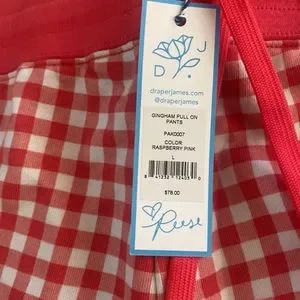 D J
draperjames.com
@draperjames
GINGHAM PULL ON
PANTS
PAK0007
COLOR:
RASPBERRY PINK
L
$78.00
Reese